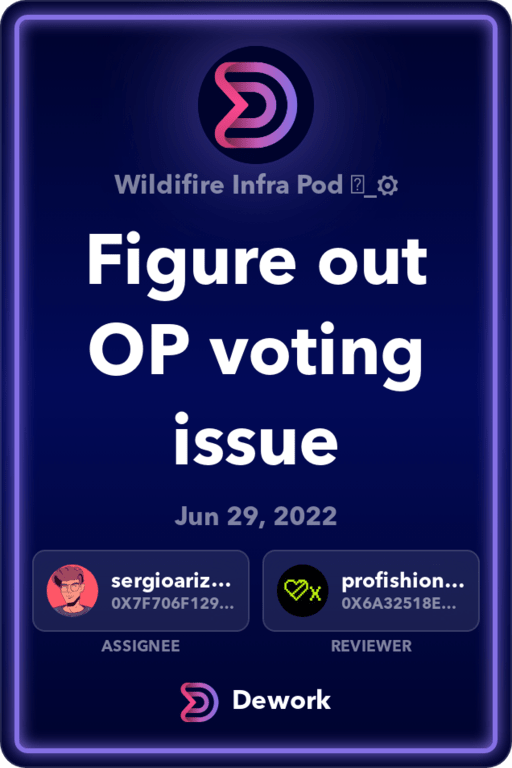 Wildifire Infra Pod ⍰_⚙
Figure out
OP voting
issue
Jun 29, 2022
sergioariz...
0X7F706F129...
ASSIGNEE
profishion...
0X6A32518E...
REVIEWER
Dework